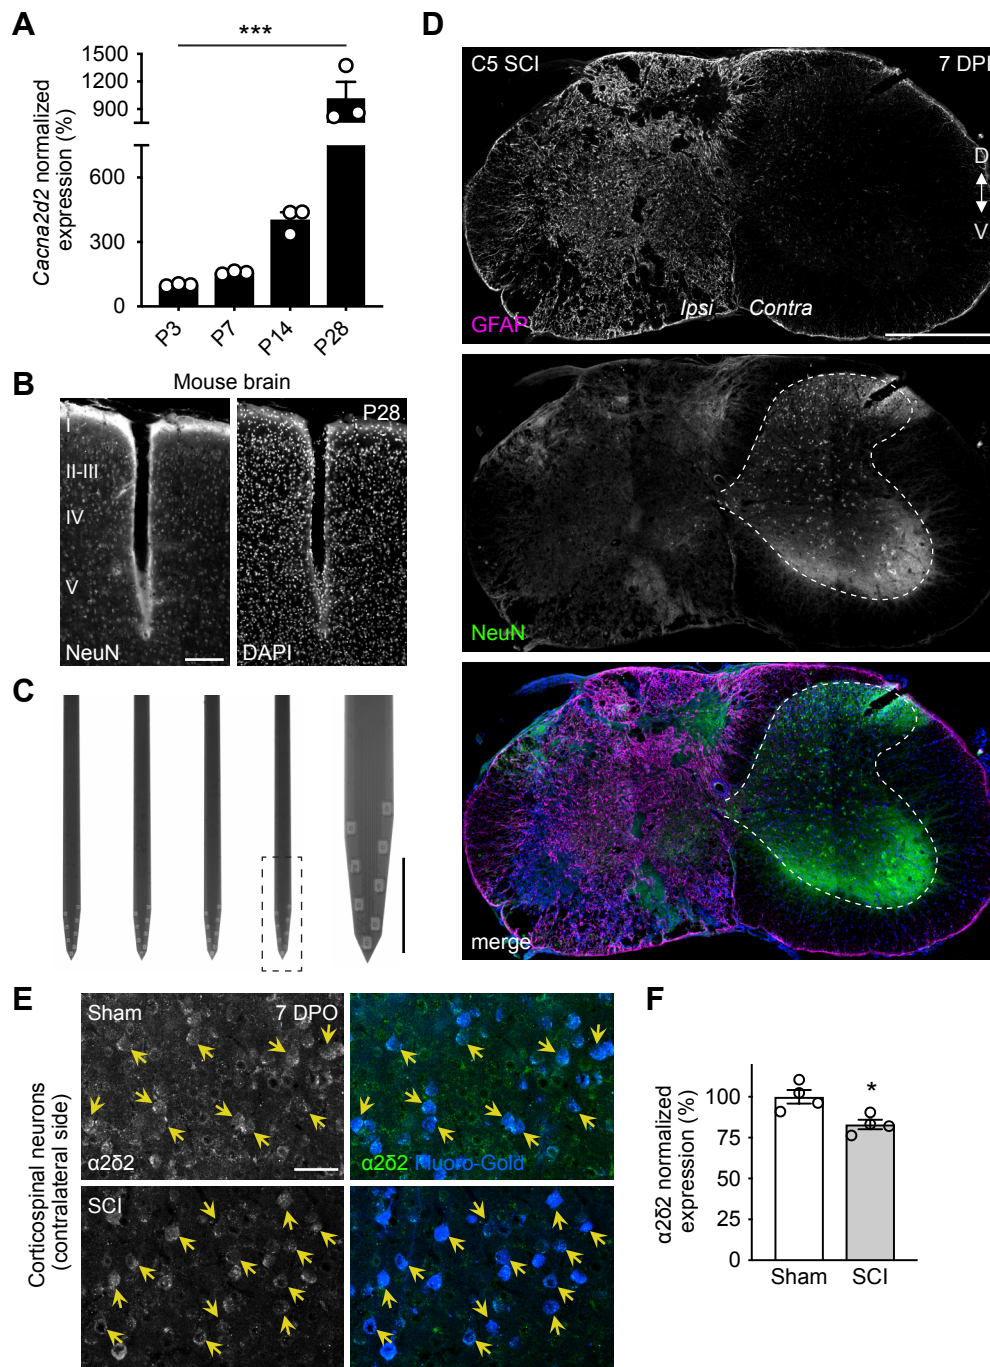 A
***
Cacna2d2 normalized
expression (%)
1500
1200
900
600
300
0
P3
P7
P14
P28
B
Mouse brain
I
II-III
IV
V
NeuN
P28
DAPI
C
D
C5 SCI
7 DPI
D
V
Ipsi
Contra
GFAP
NeuN
merge
E
Corticospinal neurons
(contralateral side)
Sham
7 DPO
α2δ2
α2δ2 Fluoro-Gold
SCI
F
α2δ2 normalized
expression (%)
100
75
50
25
0
*
Sham
SCI